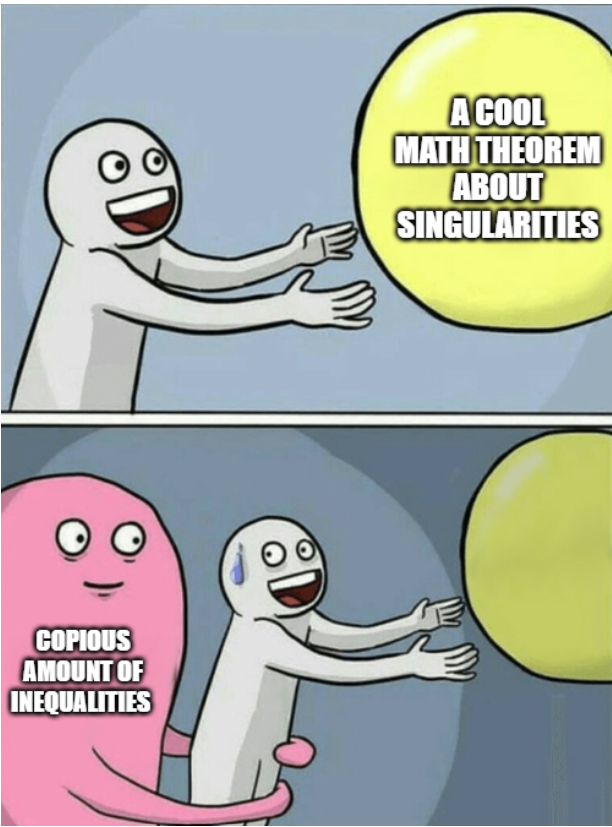 A COOL
MATH THEOREM
ABOUT
SINGULARITIES
COPIOUS
AMOUNT OF
INEQUALITIES